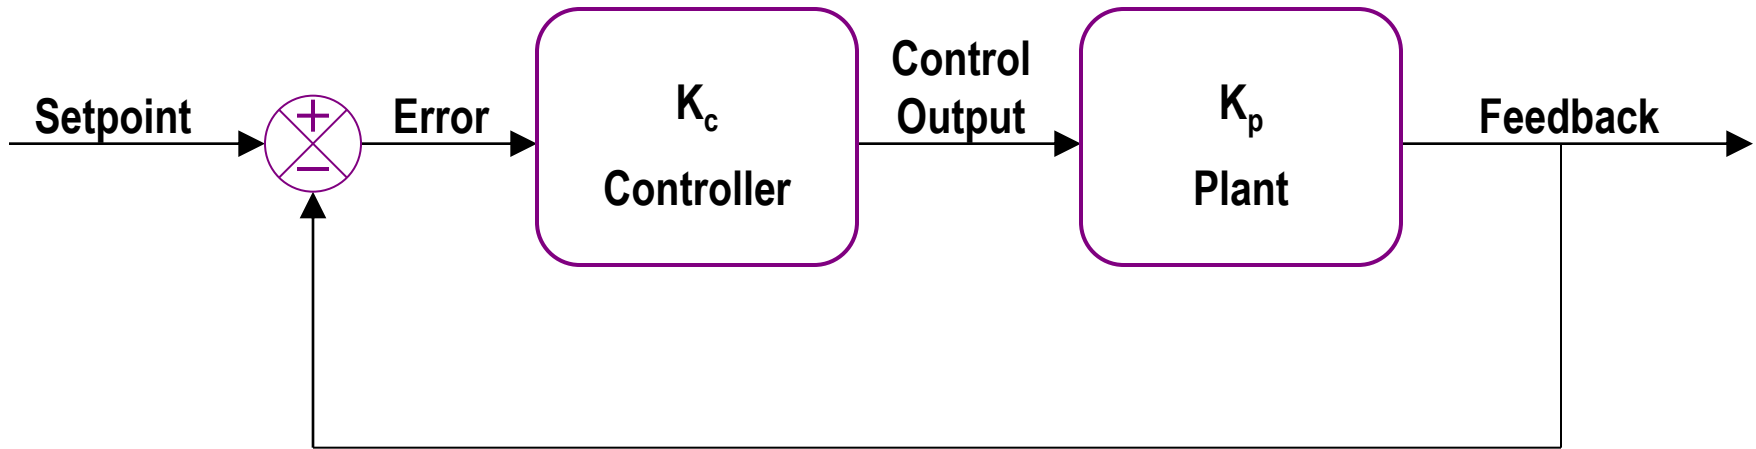 Setpoint
+
−
Error
Kc
Controller
Control
Output
Kp
Plant
Feedback